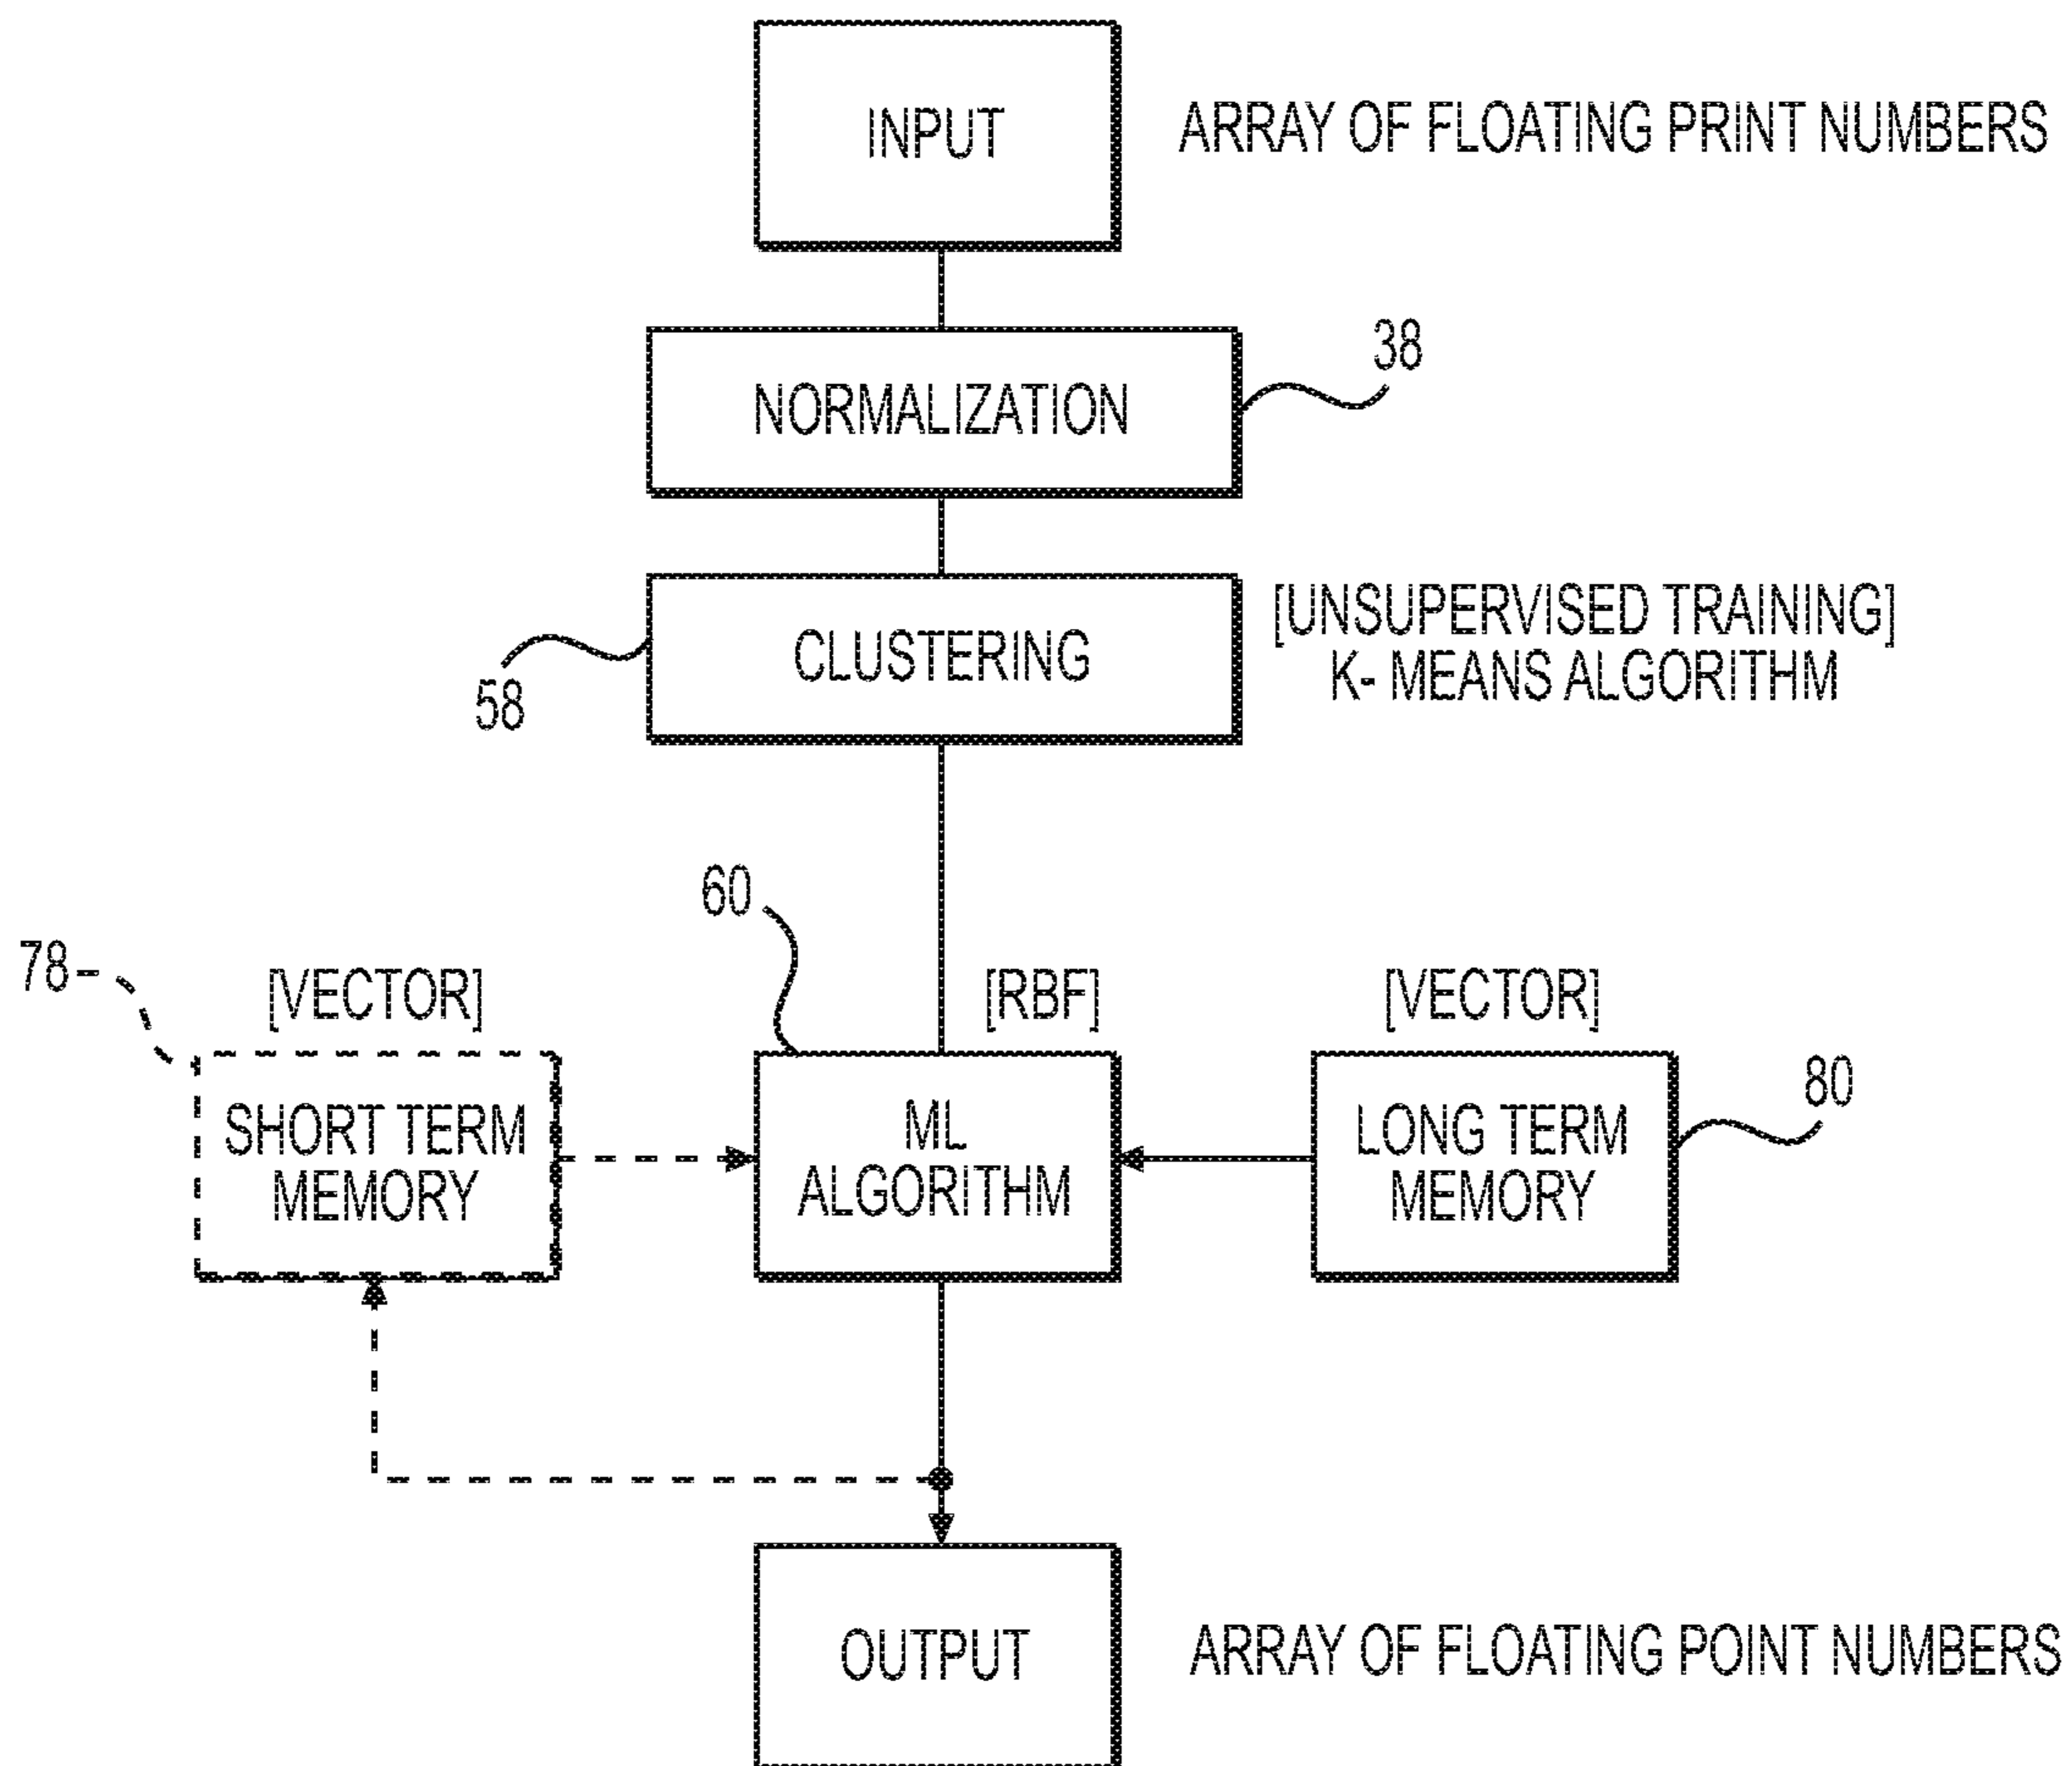 INPUT
ARRAY OF FLOATING PRINT NUMBERS
38
NORMALIZATION
CLUSTERING
[UNSUPERVISED TRAINING]
K- MEANS ALGORITHM
58
60
78
[VECTOR]
[RBF]
[VECTOR]
80
SHORT TERM
MEMORY
ML
ALGORITHM
LONG TERM
MEMORY
OUTPUT
ARRAY OF FLOATING POINT NUMBERS